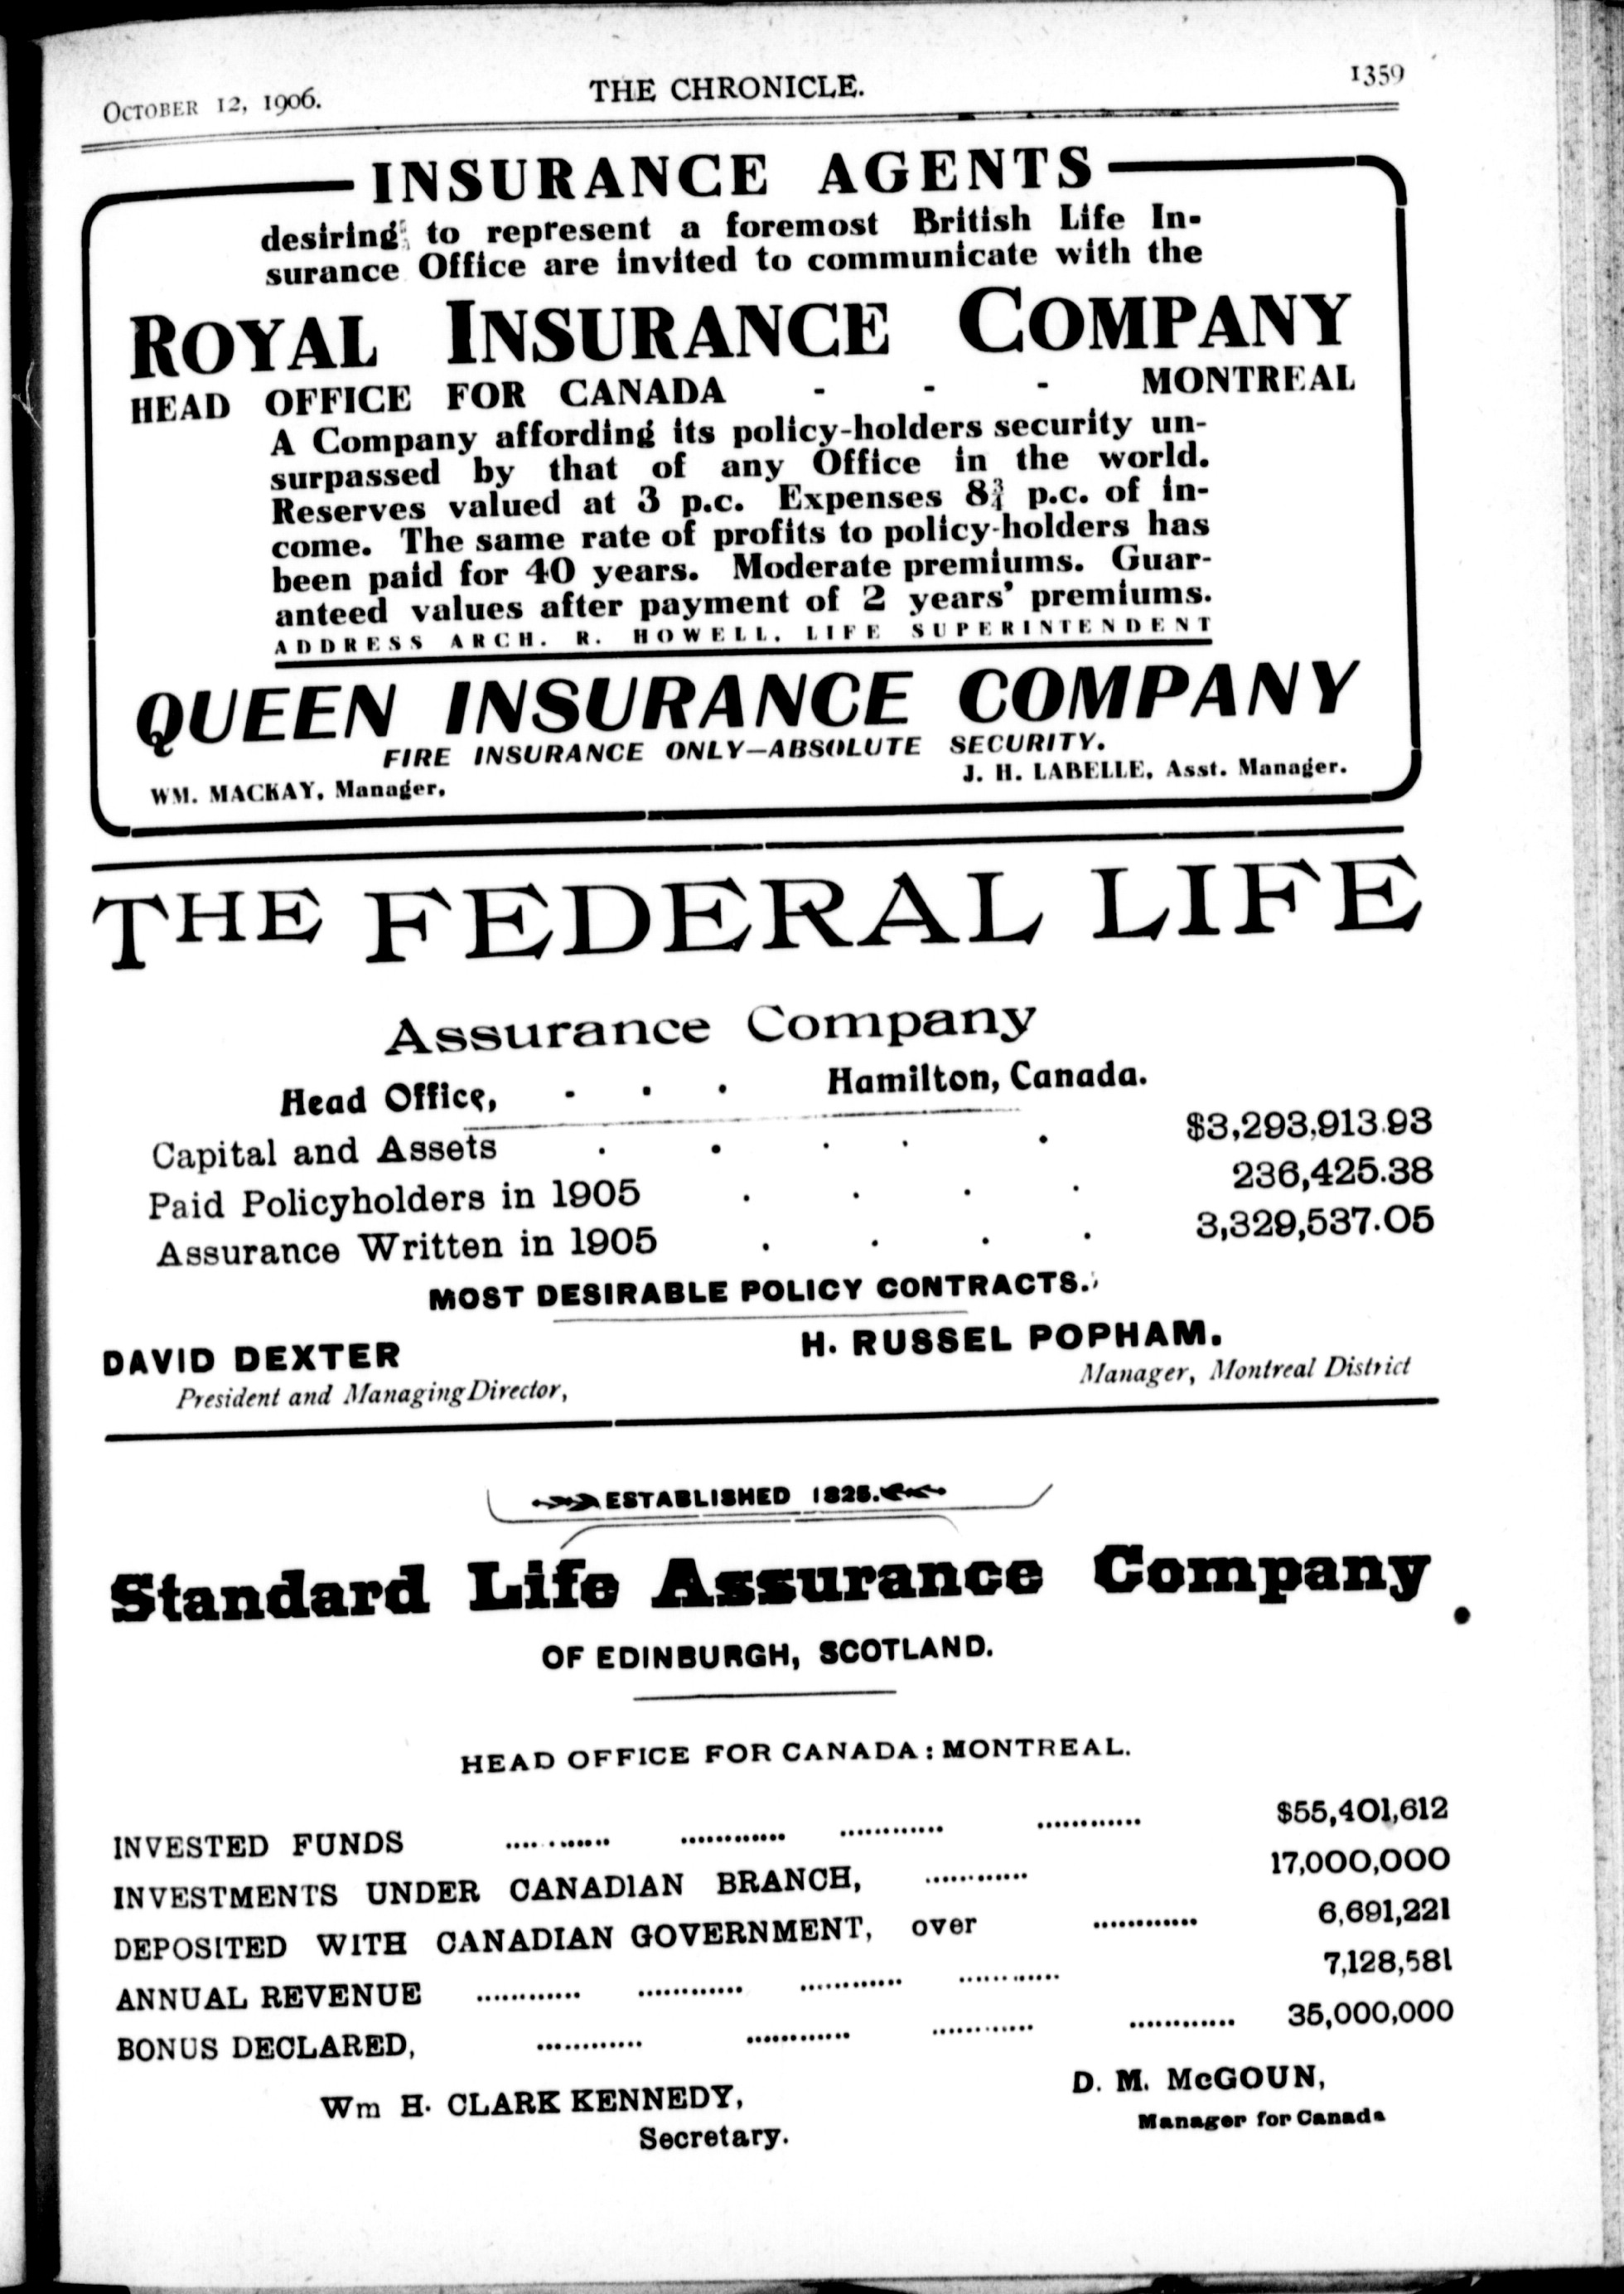 OCTOBER 12, 1906. THE CHRONICLE. 1359
INSURANCE AGENTS
desiring to represent a foremost British Life In-
surance Office are invited to communicate with the
ROYAL INSURANCE COMPANY
HEAD OFFICE FOR CANADA - - - MONTREAL
A Company affording its policy-holders security un-
surpassed by that of any Office in the world.
Reserves valued at 3 p.c. Expenses 8¾ p.c. of in-
come. The same rate of profits to policy-holders has
been paid for 40 years. Moderate premiums. Guar-
anteed values after payment of 2 years' premiums.
ADDRESS ARCH. R. HOWELL, LIFE SUPERINTENDENT
QUEEN INSURANCE COMPANY
FIRE INSURANCE ONLY—ABSOLUTE SECURITY.
WM. MACKAY, Manager, J. H. LABELLE, Asst. Manager.
THE FEDERAL LIFE
Assurance Company
Head Office, - . . Hamilton, Canada.
Capital and Assets . . . . . $3,293,913.93
Paid Policyholders in 1905 . . . . 236,425.38
Assurance Written in 1905 . . . . 3,329,537.05
MOST DESIRABLE POLICY CONTRACTS.
DAVID DEXTER H. RUSSEL POPHAM.
President and Managing Director, Manager, Montreal District
ESTABLISHED 1825.
Standard Life Assurance Company.
OF EDINBURGH, SCOTLAND.
HEAD OFFICE FOR CANADA: MONTREAL.
INVESTED FUNDS ............ ............ ............ ............ $55,401,612
INVESTMENTS UNDER CANADIAN BRANCH, ............ 17,000,000
DEPOSITED WITH CANADIAN GOVERNMENT, over ............ 6,691,221
ANNUAL REVENUE ............ ............ ............ ............ 7,128,581
BONUS DECLARED, ............ ............ ............ ............ 35,000,000
Wm H. CLARK KENNEDY, D. M. McGOUN,
Secretary. Manager for Canada